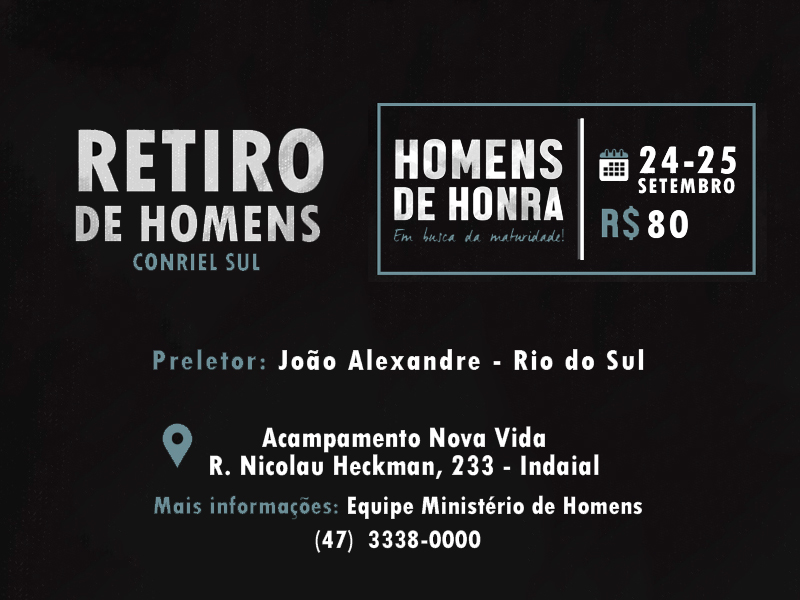 RETIRO
DE HOMENS
CONRIEL SUL
HOMENS
DE HONRA
Em busca da maturidade!
24-25
SETEMBRO
R$ 80
Preletor: João Alexandre - Rio do Sul
Acampamento Nova Vida
R. Nicolau Heckman, 233 - Indaial
Mais informações: Equipe Ministério de Homens
(47) 3338-0000